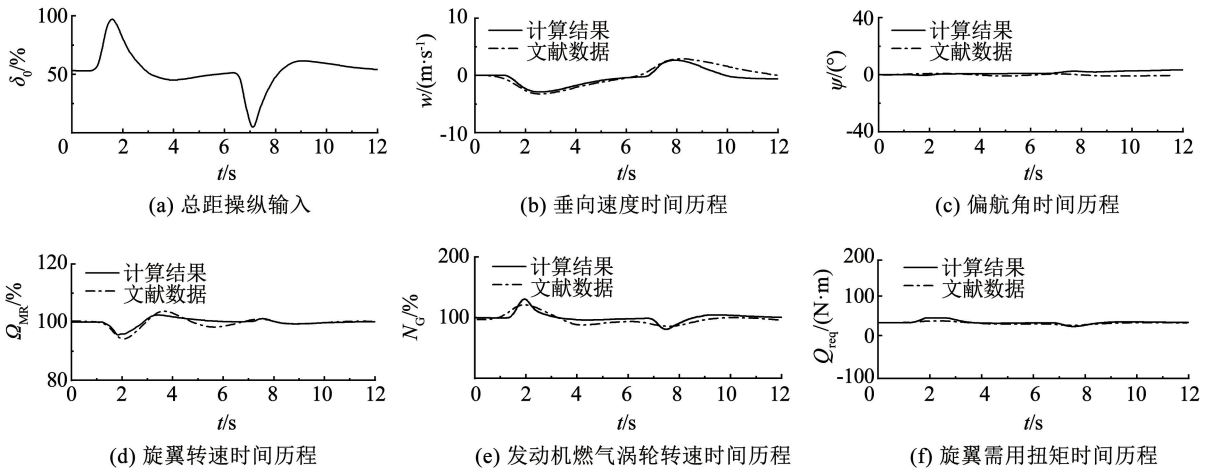 100
50
0
2
4
6
8
10
12
δ₀/%
t/s
(a) 总距操纵输入
10
0
-10
0
2
4
6
8
10
12
w/(m·s⁻¹)
计算结果
文献数据
t/s
(b) 垂向速度时间历程
40
0
-40
0
2
4
6
8
10
12
ψ/(°)
计算结果
文献数据
t/s
(c) 偏航角时间历程
120
100
80
0
2
4
6
8
10
12
Ω_MR/%
计算结果
文献数据
t/s
(d) 旋翼转速时间历程
200
100
0
2
4
6
8
10
12
N_G/%
计算结果
文献数据
t/s
(e) 发动机燃气涡轮转速时间历程
200
100
0
-100
0
2
4
6
8
10
12
Q_req/(N·m)
计算结果
文献数据
t/s
(f) 旋翼需用扭矩时间历程